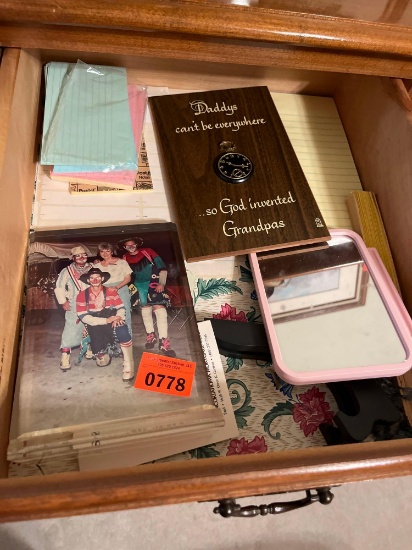 Daddys
can't be everywhere
..so God invented
Grandpas
0778